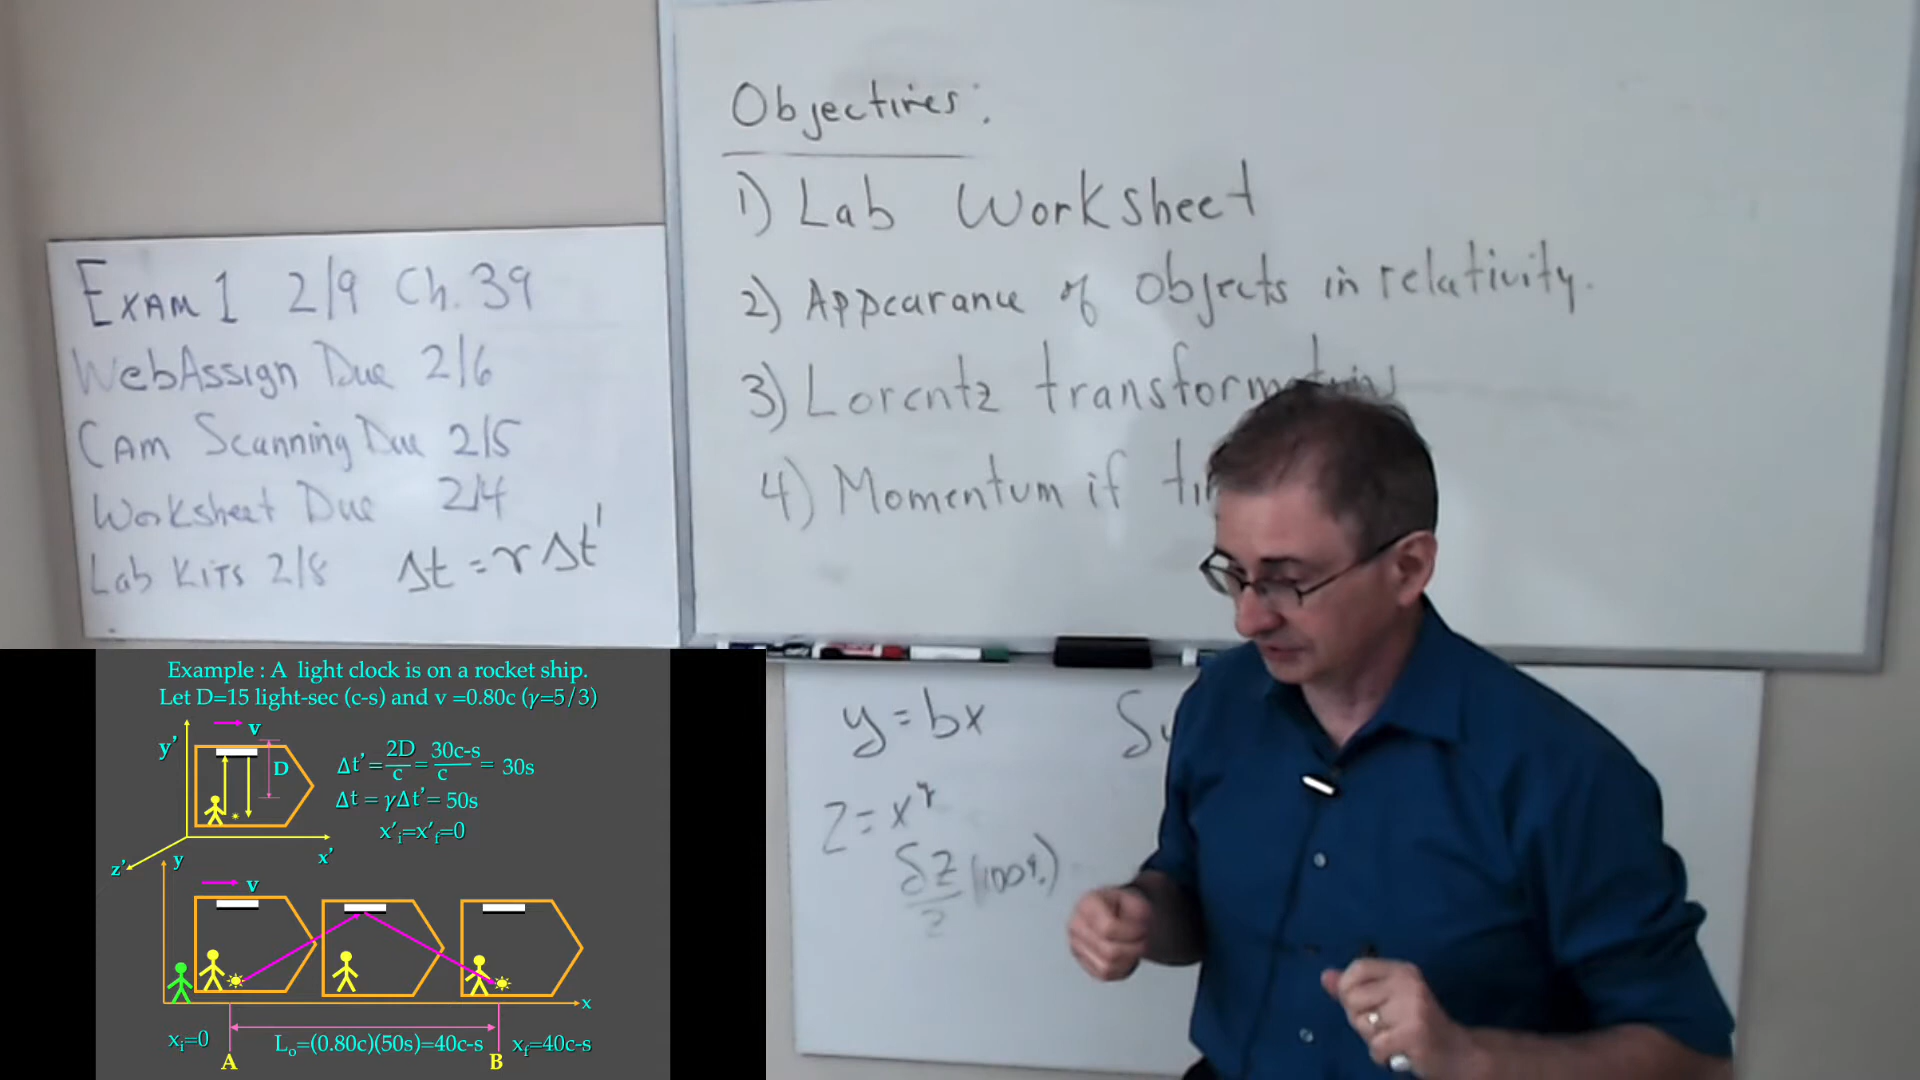 Objectives:
1) Lab Worksheet
2) Appearance of Objects in relativity.
3) Lorentz transformations
4) Momentum if
Exam 1 2/9 Ch. 39
WebAssign Due 2/6
Cam Scanning Due 2/5
Worksheet Due 2/4
Lab Kits 2/8 Δt = γΔt'
y = bx
z = x⁴
δz/z (100%)
Example : A light clock is on a rocket ship.
Let D=15 light-sec (c-s) and v =0.80c (γ=5/3)
v
y'
D
Δt' = 2D/c = 30c-s/c = 30s
Δt = γΔt' = 50s
x'i=x'f=0
x'
z'
y
v
x
xi=0
Lo=(0.80c)(50s)=40c-s
xf=40c-s
A
B